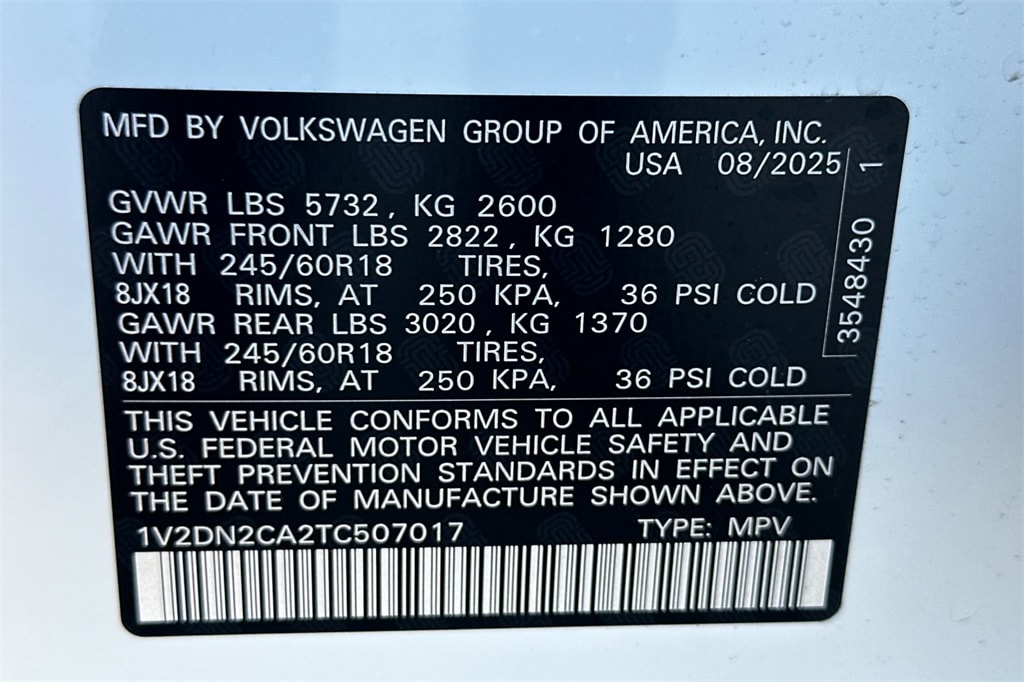 MFD BY VOLKSWAGEN GROUP OF AMERICA, INC.
USA 08/2025
GVWR LBS 5732, KG 2600
GAWR FRONT LBS 2822, KG 1280
WITH 245/60R18 TIRES,
8JX18 RIMS, AT 250 KPA, 36 PSI COLD
GAWR REAR LBS 3020, KG 1370
WITH 245/60R18 TIRES,
8JX18 RIMS, AT 250 KPA, 36 PSI COLD
3548430 1
THIS VEHICLE CONFORMS TO ALL APPLICABLE
U.S. FEDERAL MOTOR VEHICLE SAFETY AND
THEFT PREVENTION STANDARDS IN EFFECT ON
THE DATE OF MANUFACTURE SHOWN ABOVE.
1V2DN2CA2TC507017 TYPE: MPV